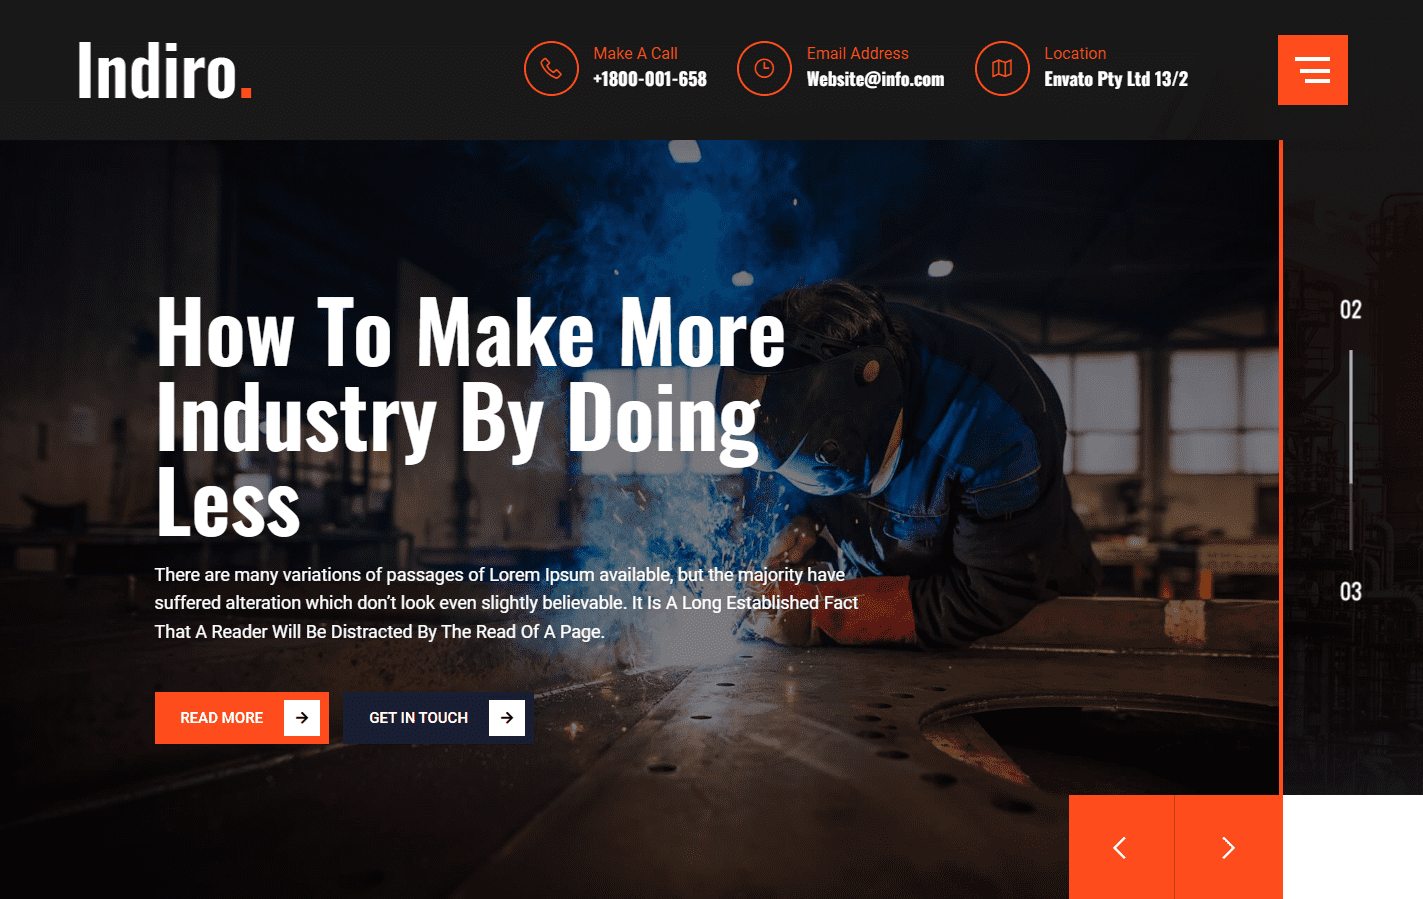 Indiro.
Make A Call
+1800-001-658
Email Address
Website@info.com
Location
Envato Pty Ltd 13/2
How To Make More
Industry By Doing
Less
There are many variations of passages of Lorem Ipsum available, but the majority have
suffered alteration which don’t look even slightly believable. It Is A Long Established Fact
That A Reader Will Be Distracted By The Read Of A Page.
READ MORE
GET IN TOUCH
02
03